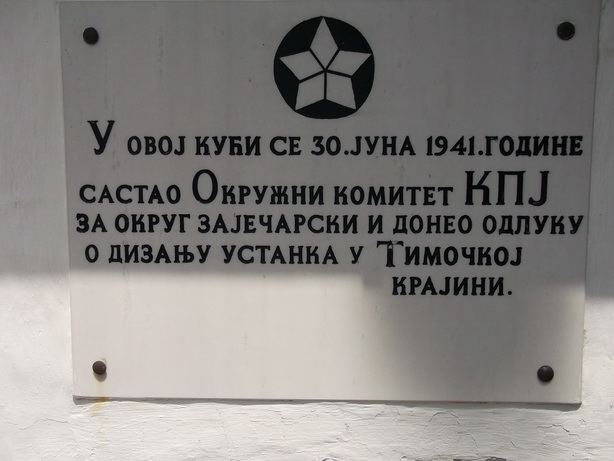 У ОВОЈ КУЋИ СЕ 30.ЈУНА 1941.ГОДИНЕ
САСТАО ОКРУЖНИ КОМИТЕТ КПЈ
ЗА ОКРУГ ЗАЈЕЧАРСКИ И ДОНЕО ОДЛУКУ
О ДИЗАЊУ УСТАНКА У ТИМОЧКОЈ
КРАЈИНИ.